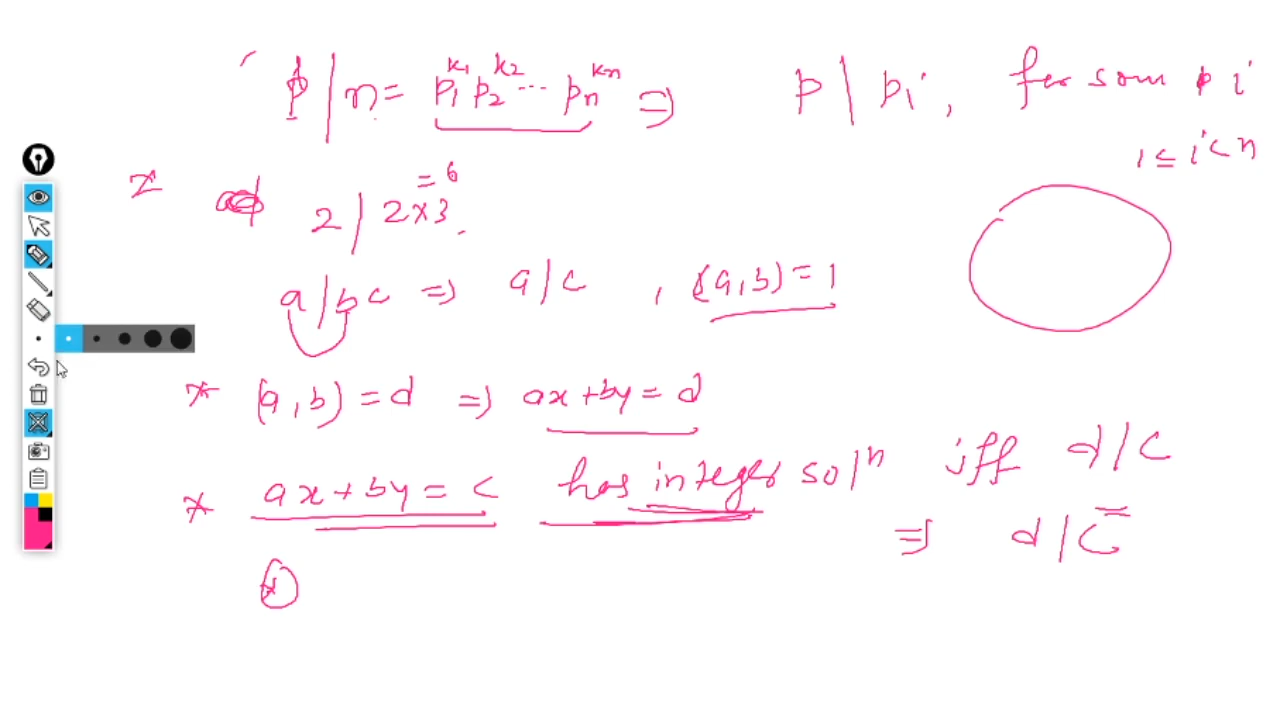 p | n = p₁^k₁ p₂^k₂ ... pₙ^kₙ ⇒ p | pᵢ , for som i
1 ≤ i < n
2 | 2×3 = 6
a | bc ⇒ a | c , (a, b) = 1
* (a, b) = d ⇒ ax + by = d
* ax + by = c has integer solⁿ iff d | c
⇒ d | c
*